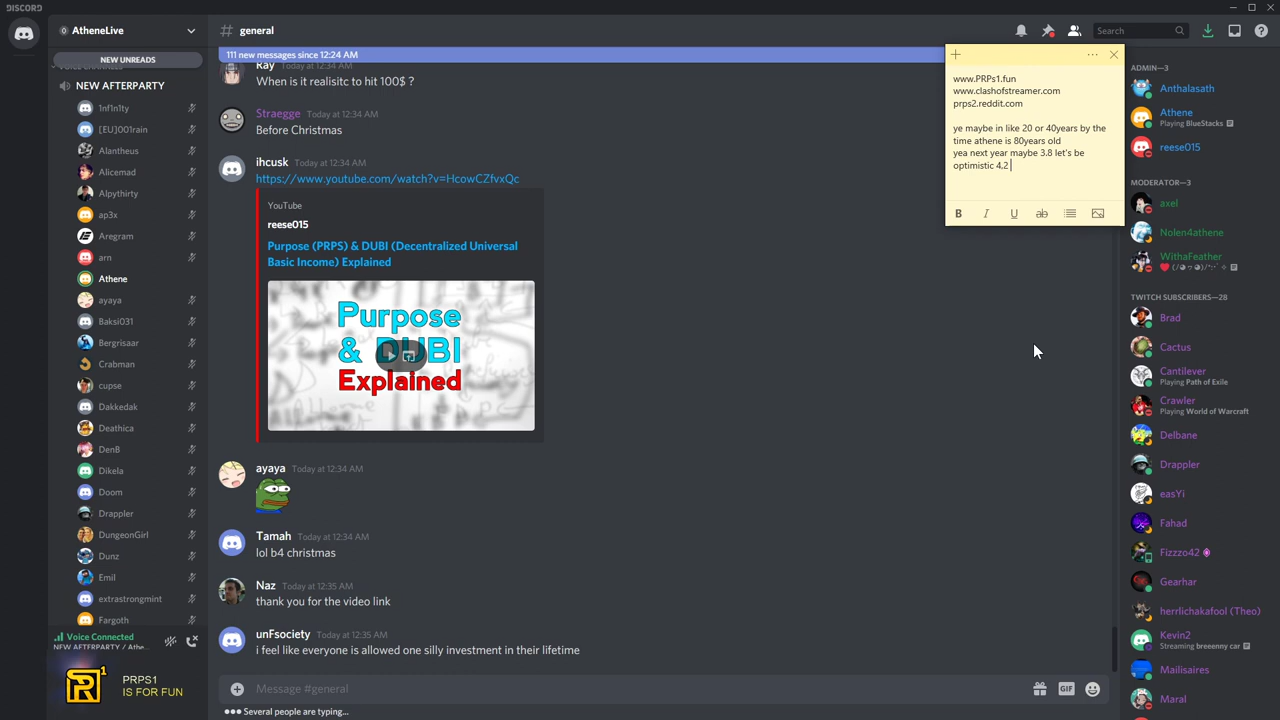 DISCORD
AtheneLive
general
Search
NEW UNREADS
VOICE CHANNELS
NEW AFTERPARTY
1nf1n1ty
[EU]001rain
Alantheus
Alicemad
Alpythirty
ap3x
Aregram
arn
Athene
ayaya
Baksi031
Bergrisaar
Crabman
cupse
Dakkedak
Deathica
DenB
Dikela
Doom
Drappler
DungeonGirl
Dunz
Emil
extrastrongmint
Fargoth
Voice Connected
NEW AFTERPARTY / Athe...
PRPS1
IS FOR FUN
111 new messages since 12:24 AM
Ray Today at 12:34 AM
When is it realisitc to hit 100$ ?
Straegge Today at 12:34 AM
Before Christmas
ihcusk Today at 12:34 AM
https://www.youtube.com/watch?v=HcowCZfvxQc
YouTube
reese015
Purpose (PRPS) & DUBI (Decentralized Universal
Basic Income) Explained
Purpose
& DUBI
Explained
ayaya Today at 12:34 AM
Tamah Today at 12:34 AM
lol b4 christmas
Naz Today at 12:35 AM
thank you for the video link
unFsociety Today at 12:35 AM
i feel like everyone is allowed one silly investment in their lifetime
Message #general
GIF
Several people are typing...
www.PRPs1.fun
www.clashofstreamer.com
prps2.reddit.com
ye maybe in like 20 or 40years by the
time athene is 80years old
yea next year maybe 3.8 let's be
optimistic 4,2
B I U ab
ADMIN—3
Anthalasath
Athene
Playing BlueStacks
reese015
MODERATOR—3
axel
Nolen4athene
WithaFeather
TWITCH SUBSCRIBERS—28
Brad
Cactus
Cantilever
Playing Path of Exile
Crawler
Playing World of Warcraft
Delbane
Drappler
easYi
Fahad
Fizzzo42
Gearhar
herrlichakafool (Theo)
Kevin2
Streaming breeenny car
Mailisaires
Maral